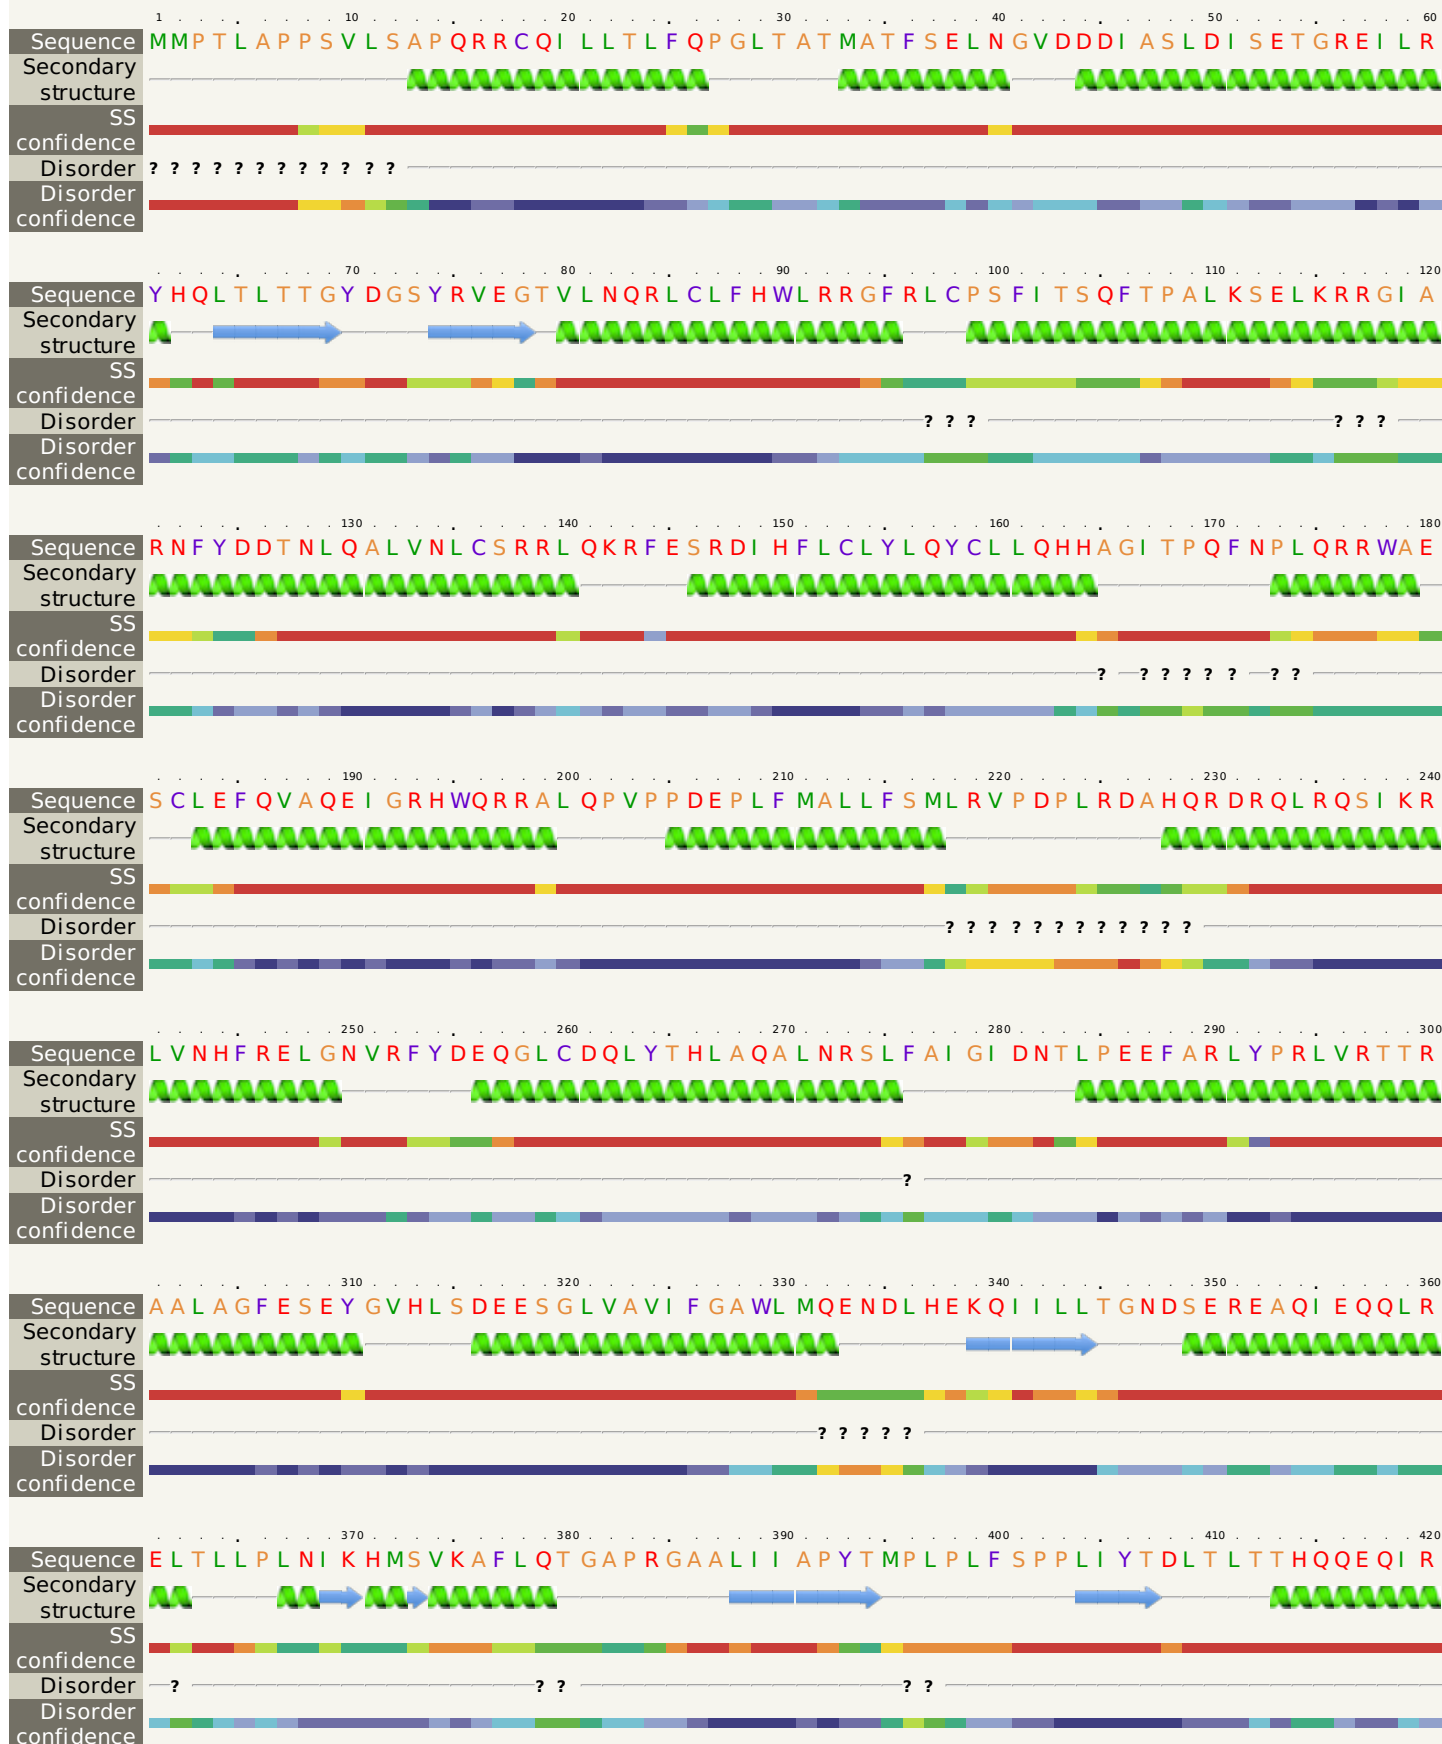 1 10 20 30 40 50 60
Sequence MMPTLAPPSVLSAPQRRCQILLTLFQPGLTATMATFSELNGVDDDIASLDISETGREILR
Secondary
structure
SS
confidence
Disorder ? ? ? ? ? ? ? ? ? ? ? ?
Disorder
confidence
70 80 90 100 110 120
Sequence YHQLTLTTGYDGSYRVEGTVLNQRLCLFHWLRRGFRLCPSFITSQFTPALKSELKRRGIA
Secondary
structure
SS
confidence
Disorder ? ? ? ? ? ?
Disorder
confidence
130 140 150 160 170 180
Sequence RNFYDDTNLQALVNLCSRRLQKRFESRDIHFLCLYLQYCLLQHHAGITPQFNPLQRRWAE
Secondary
structure
SS
confidence
Disorder ? ? ? ? ? ? ? ?
Disorder
confidence
190 200 210 220 230 240
Sequence SCLEFQVAQEIGRHWQRRALQPVPPDEPLFMALLFSMLRVPDPLRDAHQRDRQLRQSIKR
Secondary
structure
SS
confidence
Disorder ? ? ? ? ? ? ? ? ? ? ? ?
Disorder
confidence
250 260 270 280 290 300
Sequence LVNHFRELGNVRFYDEQGLCDQLYTHLAQALNRSLFAIGIDNTLPEEFARLYPRLVRTTR
Secondary
structure
SS
confidence
Disorder ?
Disorder
confidence
310 320 330 340 350 360
Sequence AALAGFESEYGVHLSDEESGLVAVIFGAWLMQENDLHEKQIILLTGNDSEREAQIEQQLR
Secondary
structure
SS
confidence
Disorder ? ? ? ? ?
Disorder
confidence
370 380 390 400 410 420
Sequence ELTLLPLNIKHMSVKAFLQTGAPRGAALIIAPYTMPLPLFSPPLIYTDLTLTTHQQEQIR
Secondary
structure
SS
confidence
Disorder ? ? ? ? ?
Disorder
confidence